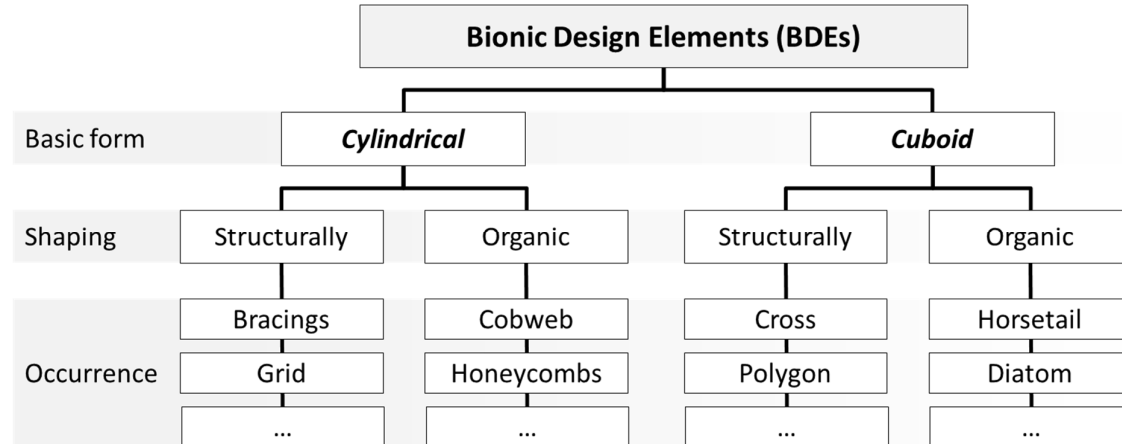 Bionic Design Elements (BDEs)
Basic form
Cylindrical
Cuboid
Shaping
Structurally
Organic
Structurally
Organic
Occurrence
Bracings
Cobweb
Cross
Horsetail
Grid
Honeycombs
Polygon
Diatom
...
...
...
...